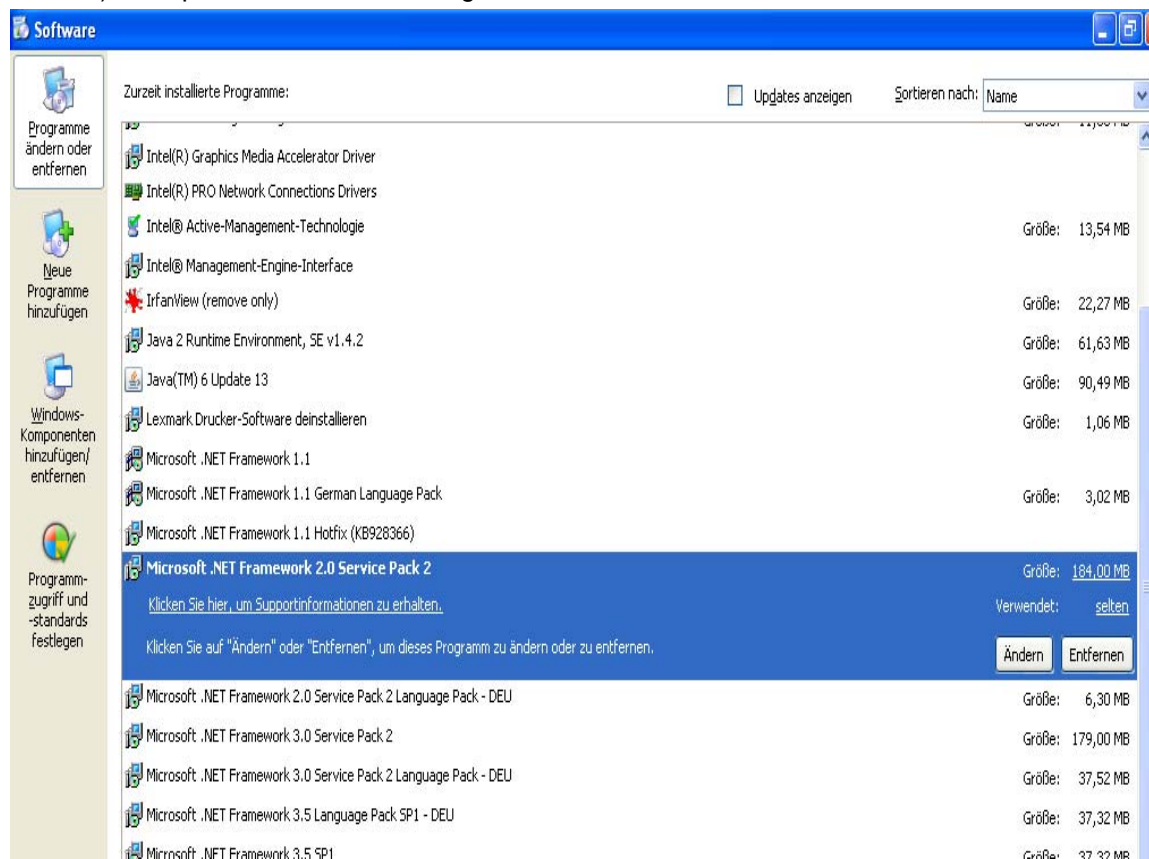 Software
Programme
ändern oder
entfernen
Neue
Programme
hinzufügen
Windows-
Komponenten
hinzufügen/
entfernen
Programm-
zugriff und
-standards
festlegen
Zurzeit installierte Programme:
Updates anzeigen
Sortieren nach: Name
Intel(R) Graphics Media Accelerator Driver
Intel(R) PRO Network Connections Drivers
Intel® Active-Management-Technologie Größe: 13,54 MB
Intel® Management-Engine-Interface
IrfanView (remove only) Größe: 22,27 MB
Java 2 Runtime Environment, SE v1.4.2 Größe: 61,63 MB
Java(TM) 6 Update 13 Größe: 90,49 MB
Lexmark Drucker-Software deinstallieren Größe: 1,06 MB
Microsoft .NET Framework 1.1
Microsoft .NET Framework 1.1 German Language Pack Größe: 3,02 MB
Microsoft .NET Framework 1.1 Hotfix (KB928366)
Microsoft .NET Framework 2.0 Service Pack 2 Größe: 184,00 MB
Klicken Sie hier, um Supportinformationen zu erhalten. Verwendet: selten
Klicken Sie auf "Ändern" oder "Entfernen", um dieses Programm zu ändern oder zu entfernen. Ändern Entfernen
Microsoft .NET Framework 2.0 Service Pack 2 Language Pack - DEU Größe: 6,30 MB
Microsoft .NET Framework 3.0 Service Pack 2 Größe: 179,00 MB
Microsoft .NET Framework 3.0 Service Pack 2 Language Pack - DEU Größe: 37,52 MB
Microsoft .NET Framework 3.5 Language Pack SP1 - DEU Größe: 37,32 MB
Microsoft .NET Framework 3.5 SP1 Größe: 37,32 MB